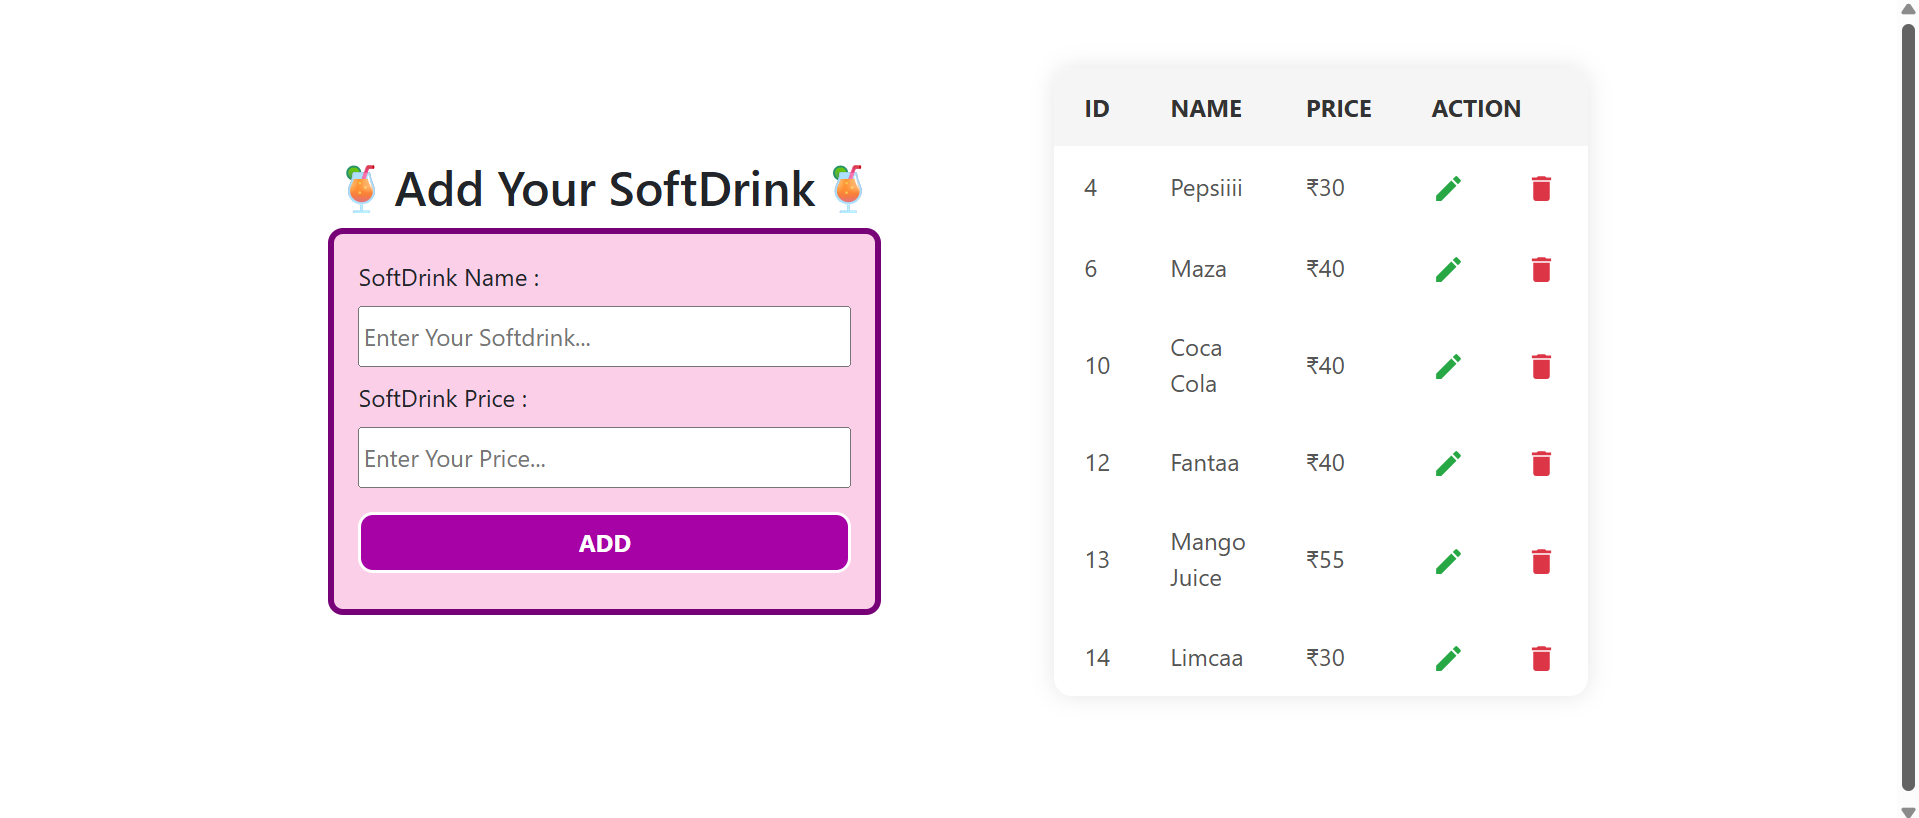 Add Your SoftDrink
SoftDrink Name :
Enter Your Softdrink...
SoftDrink Price :
Enter Your Price...
ADD
ID NAME PRICE ACTION
4 Pepsiiii ₹30
6 Maza ₹40
10 Coca Cola ₹40
12 Fantaa ₹40
13 Mango Juice ₹55
14 Limcaa ₹30